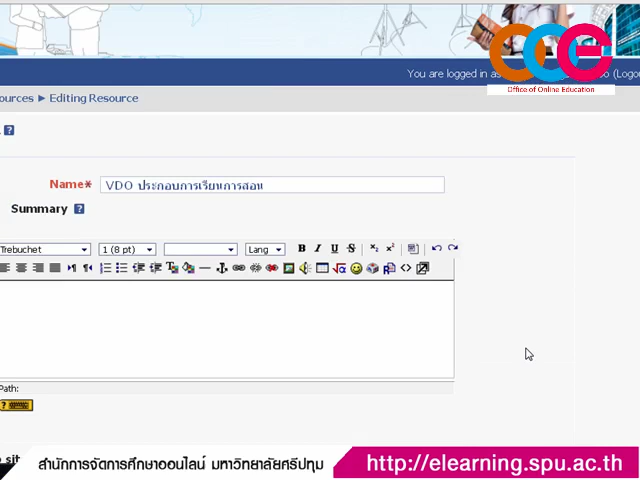 You are logged in as
(Logou
Office of Online Education
ources ► Editing Resource
Name*
VDO ประกอบการเรียนการสอน
Summary
Trebuchet
1 (8 pt)
Lang
B I U S
Path:
สำนักการจัดการศึกษาออนไลน์ มหาวิทยาลัยศรีปทุม
http://elearning.spu.ac.th